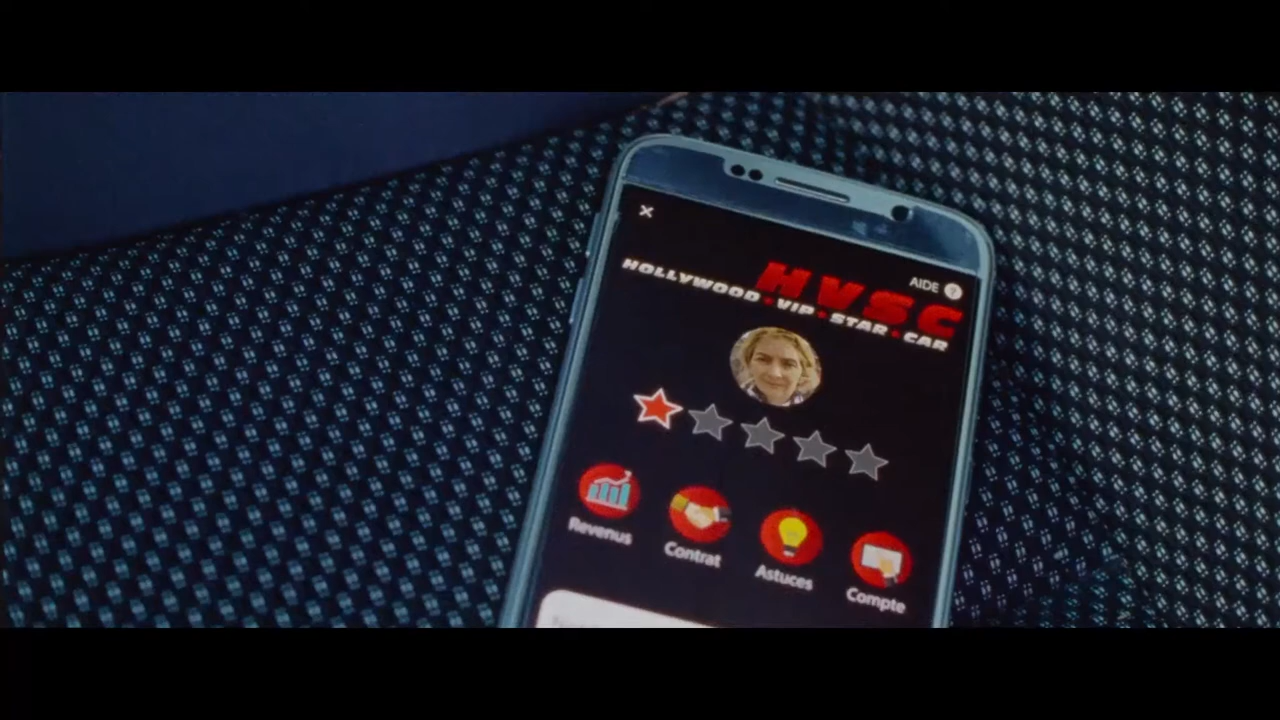 AIDE ?
HVSC
HOLLYWOOD VIP STAR CAR
Revenus
Contrat
Astuces
Compte